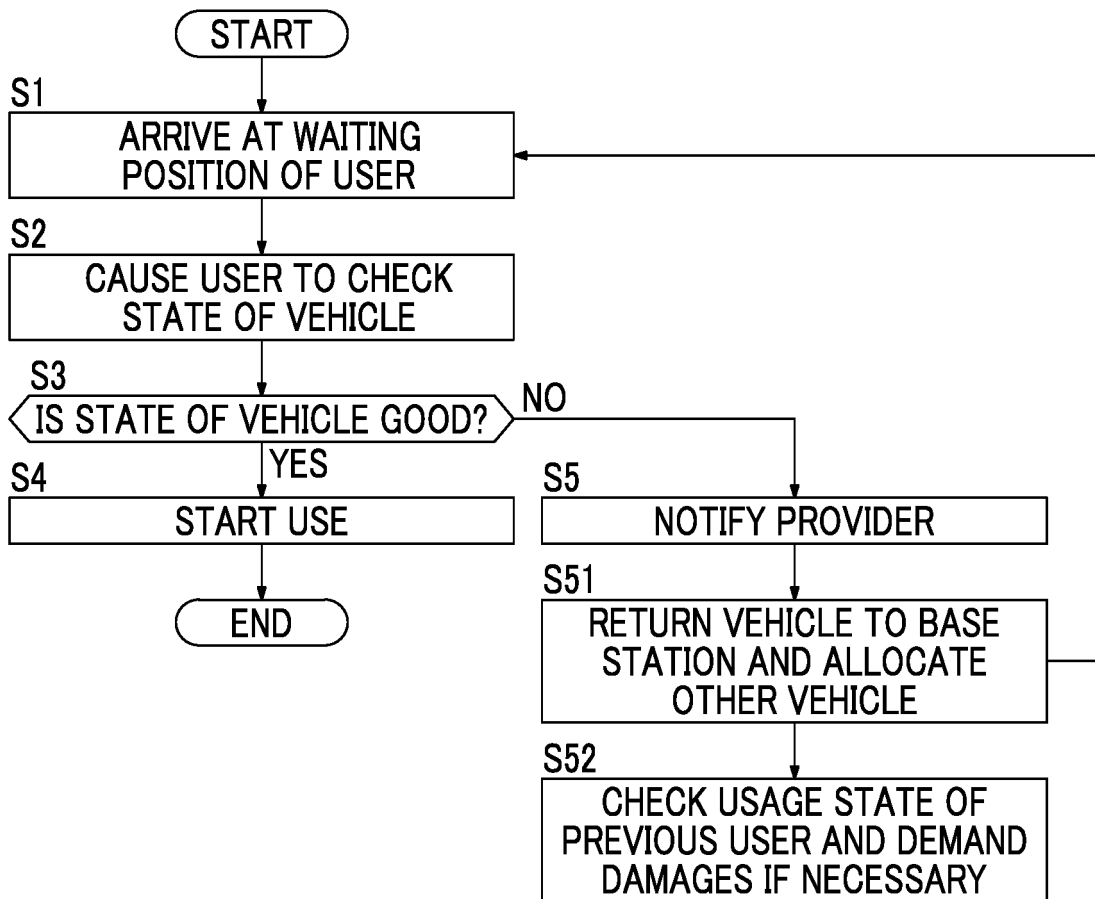 START
S1
ARRIVE AT WAITING
POSITION OF USER
S2
CAUSE USER TO CHECK
STATE OF VEHICLE
S3
IS STATE OF VEHICLE GOOD?
NO
YES
S4
START USE
END
S5
NOTIFY PROVIDER
S51
RETURN VEHICLE TO BASE
STATION AND ALLOCATE
OTHER VEHICLE
S52
CHECK USAGE STATE OF
PREVIOUS USER AND DEMAND
DAMAGES IF NECESSARY